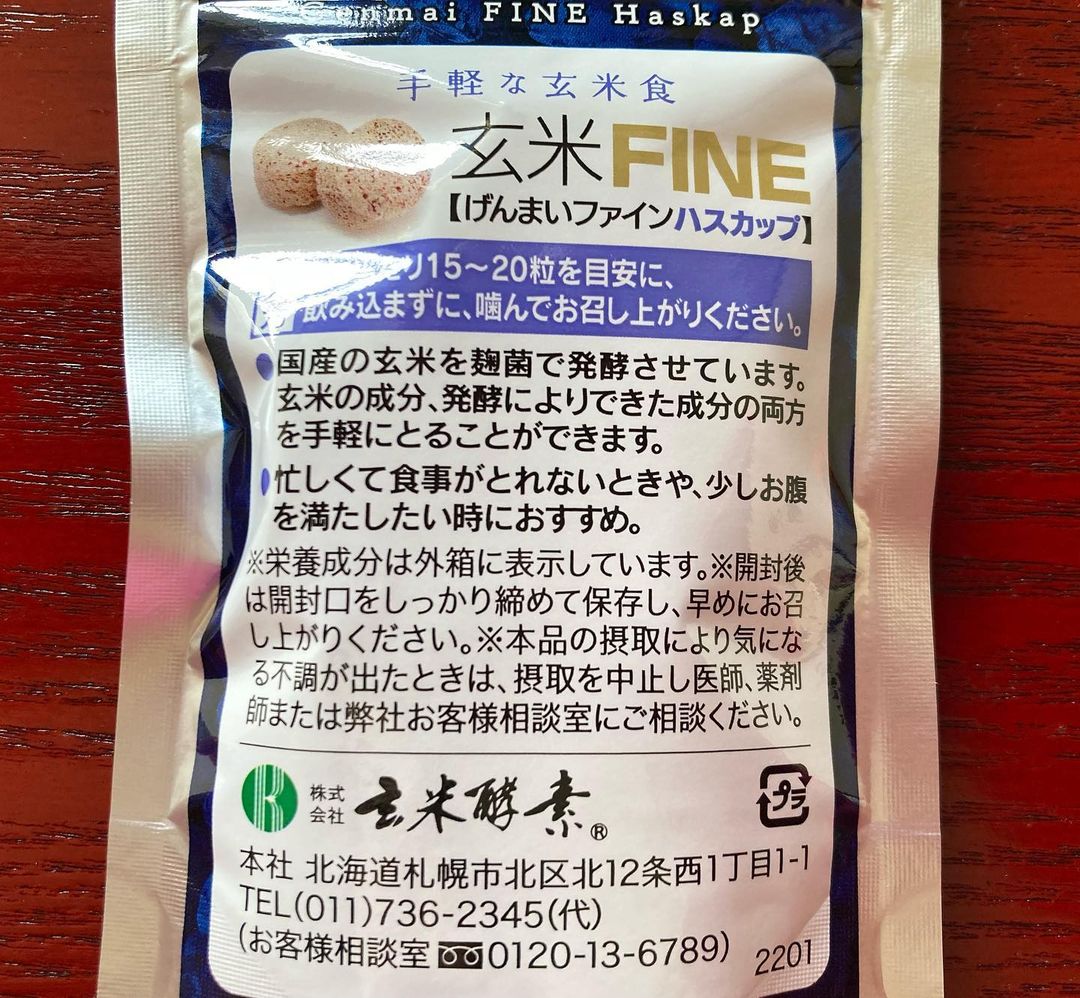 Genmai FINE Haskap
手軽な玄米食
玄米FINE
【げんまいファインハスカップ】
15〜20粒を目安に、
飲み込まずに、噛んでお召し上がりください。
●国産の玄米を麹菌で発酵させています。
玄米の成分、発酵によりできた成分の両方
を手軽にとることができます。
●忙しくて食事がとれないときや、少しお腹
を満たしたい時におすすめ。
※栄養成分は外箱に表示しています。※開封後
は開封口をしっかり締めて保存し、早めにお召
し上がりください。※本品の摂取により気にな
る不調が出たときは、摂取を中止し医師、薬剤
師または弊社お客様相談室にご相談ください。
株式会社 玄米酵素®
プラ
本社 北海道札幌市北区北12条西1丁目1-1
TEL(011)736-2345(代)
(お客様相談室 0120-13-6789)
2201